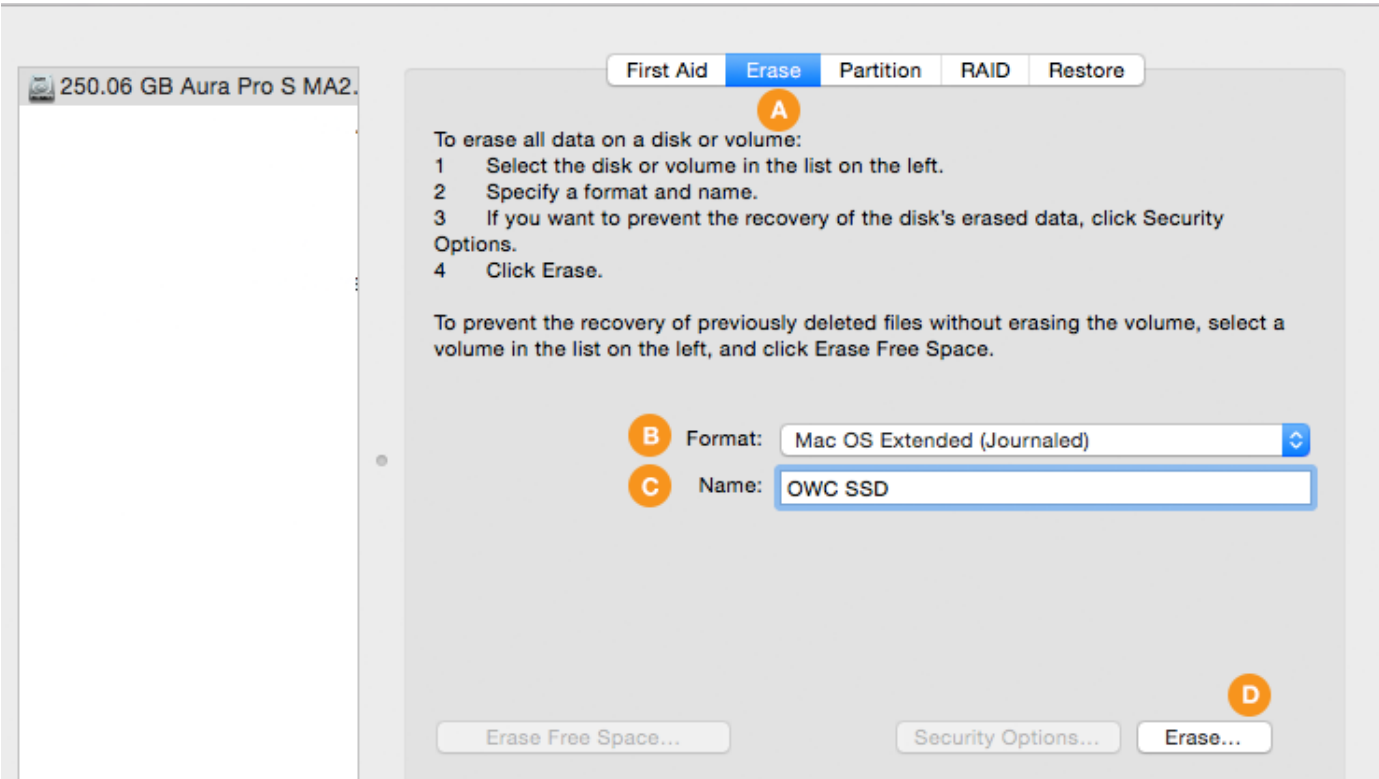 First Aid Erase Partition RAID Restore
250.06 GB Aura Pro S MA2.
A
To erase all data on a disk or volume:
1 Select the disk or volume in the list on the left.
2 Specify a format and name.
3 If you want to prevent the recovery of the disk's erased data, click Security
Options.
4 Click Erase.
To prevent the recovery of previously deleted files without erasing the volume, select a
volume in the list on the left, and click Erase Free Space.
B Format: Mac OS Extended (Journaled)
C Name: OWC SSD
D
Erase Free Space... Security Options... Erase...